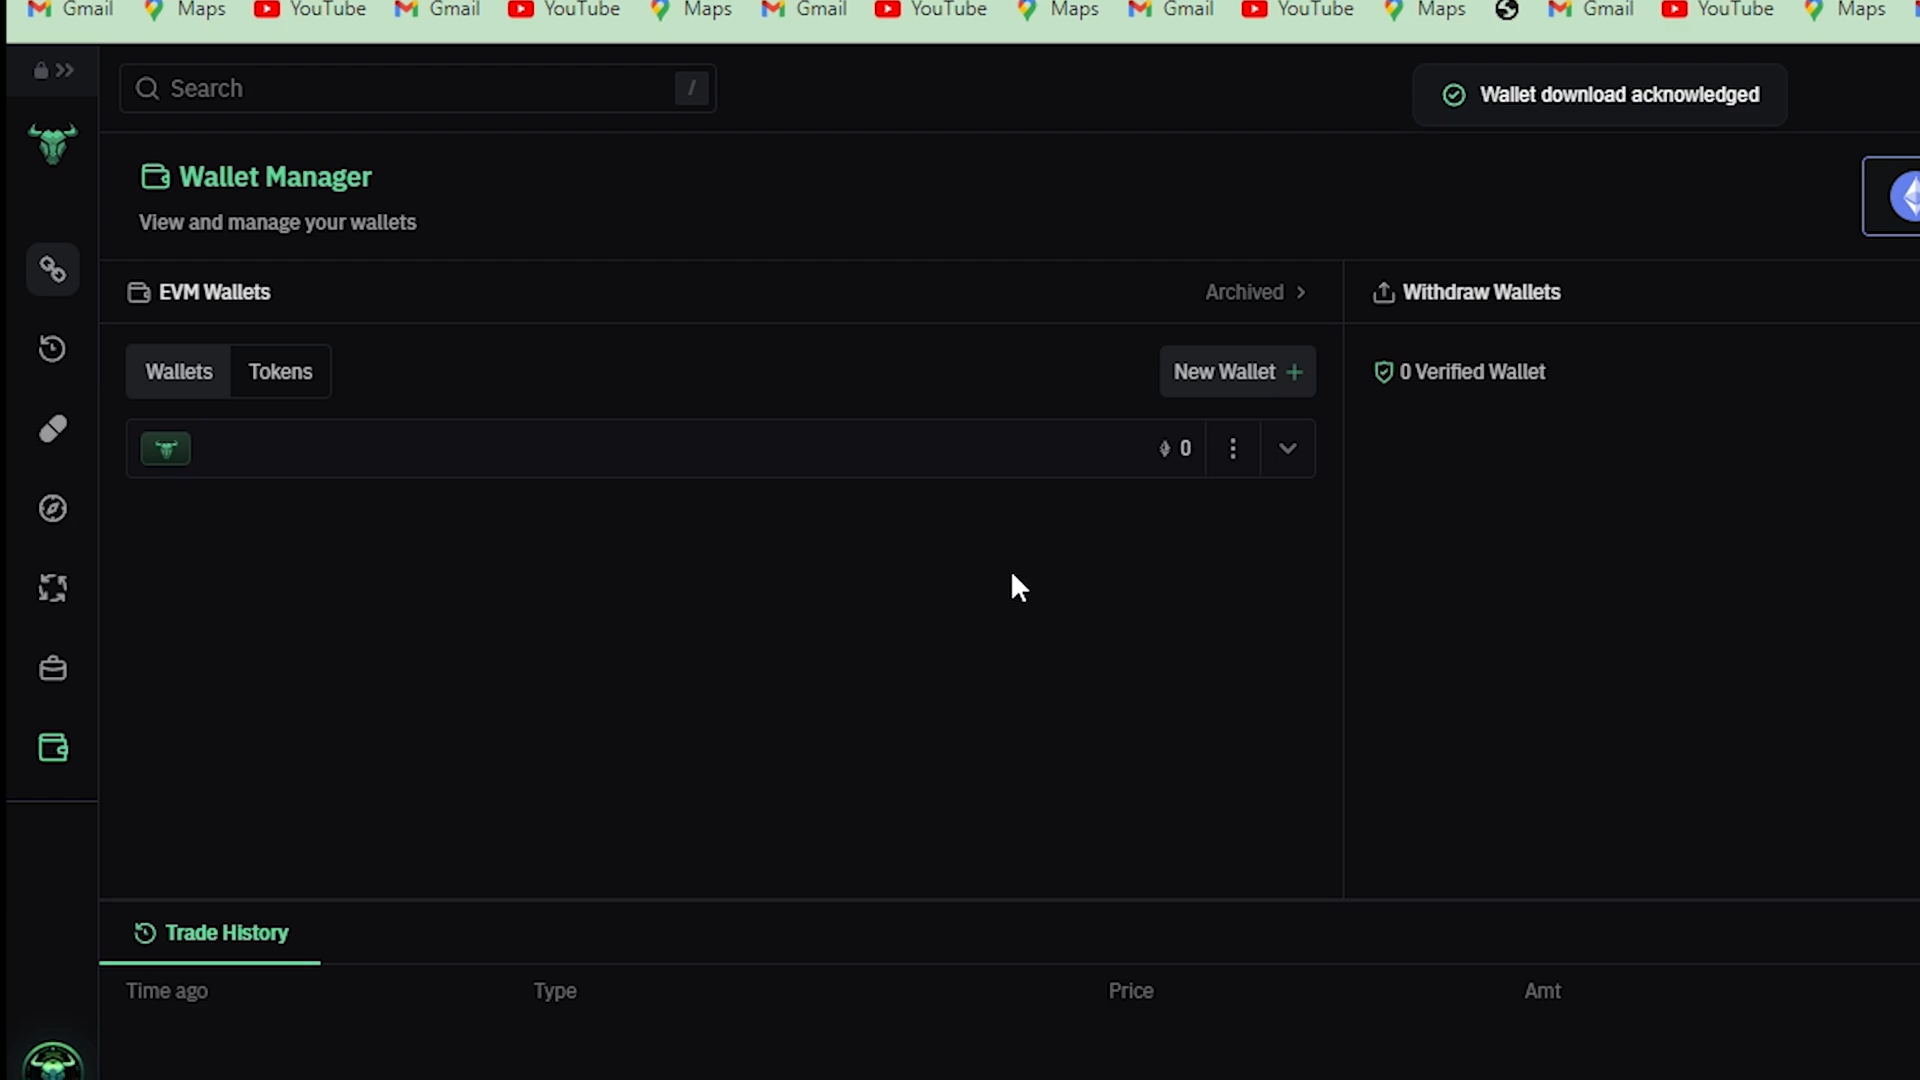 Gmail Maps YouTube Gmail YouTube Maps Gmail YouTube Maps Gmail YouTube Maps Gmail YouTube Maps
Search /
Wallet download acknowledged
Wallet Manager
View and manage your wallets
EVM Wallets
Archived
Withdraw Wallets
Wallets Tokens
New Wallet +
0 Verified Wallet
0
Trade History
Time ago Type Price Amt